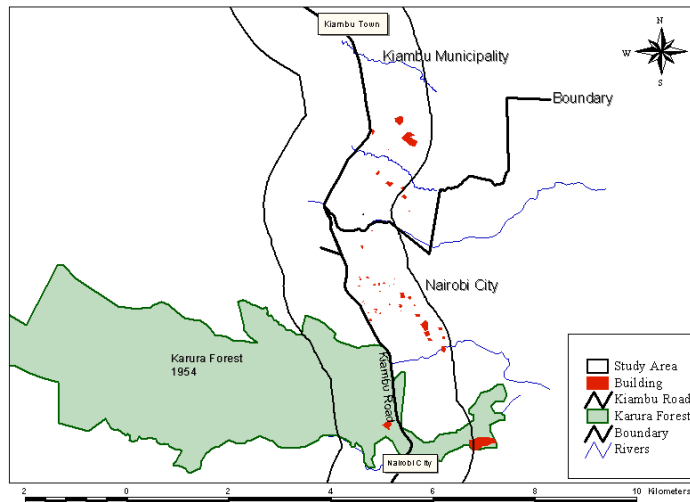 Kiambu Town
N
W E
S
Kiambu Municipality
Boundary
Nairobi City
Karura Forest
1954
Kiambu Road
Nairobi City
Study Area
Building
Kiambu Road
Karura Forest
Boundary
Rivers
2 0 2 4 6 8 10 Kilometers